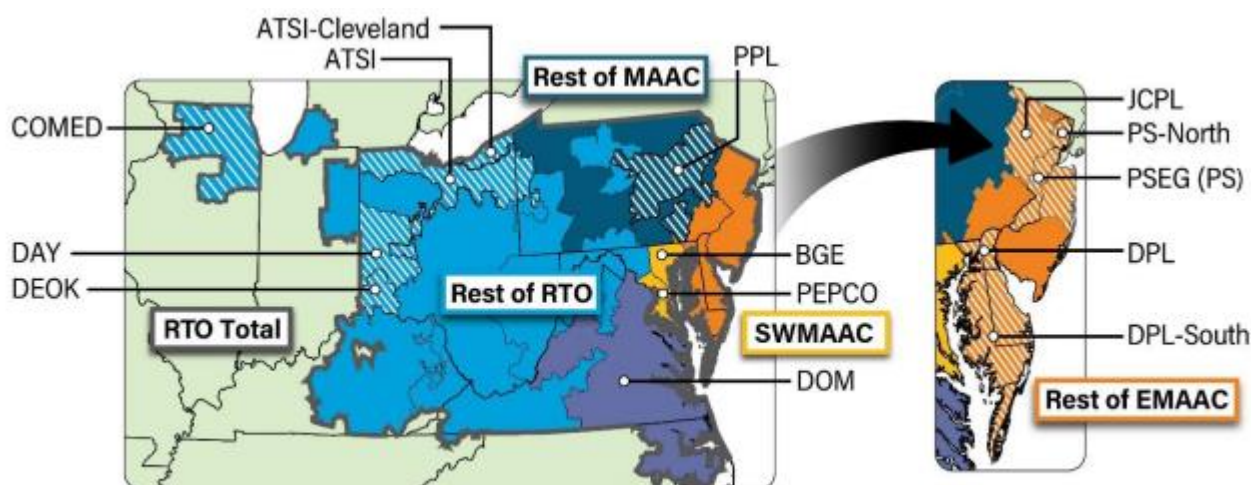 ATSI-Cleveland
ATSI
Rest of MAAC
PPL
COMED
DAY
DEOK
RTO Total
Rest of RTO
BGE
PEPCO
SWMAAC
DOM
JCPL
PS-North
PSEG (PS)
DPL
DPL-South
Rest of EMAAC